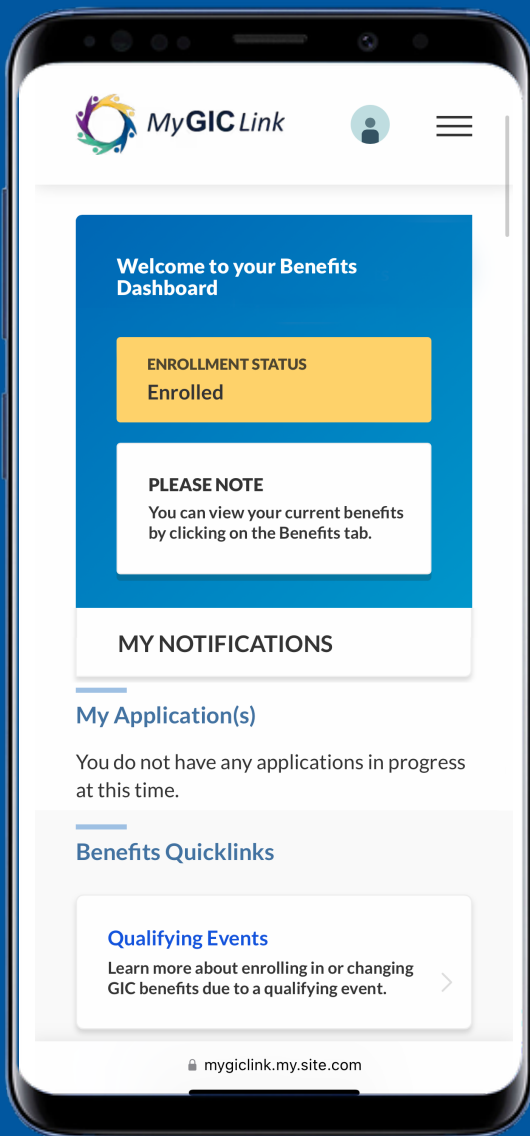 MyGIC Link
Welcome to your Benefits
Dashboard
ENROLLMENT STATUS
Enrolled
PLEASE NOTE
You can view your current benefits
by clicking on the Benefits tab.
MY NOTIFICATIONS
My Application(s)
You do not have any applications in progress
at this time.
Benefits Quicklinks
Qualifying Events
Learn more about enrolling in or changing
GIC benefits due to a qualifying event.
mygiclink.my.site.com